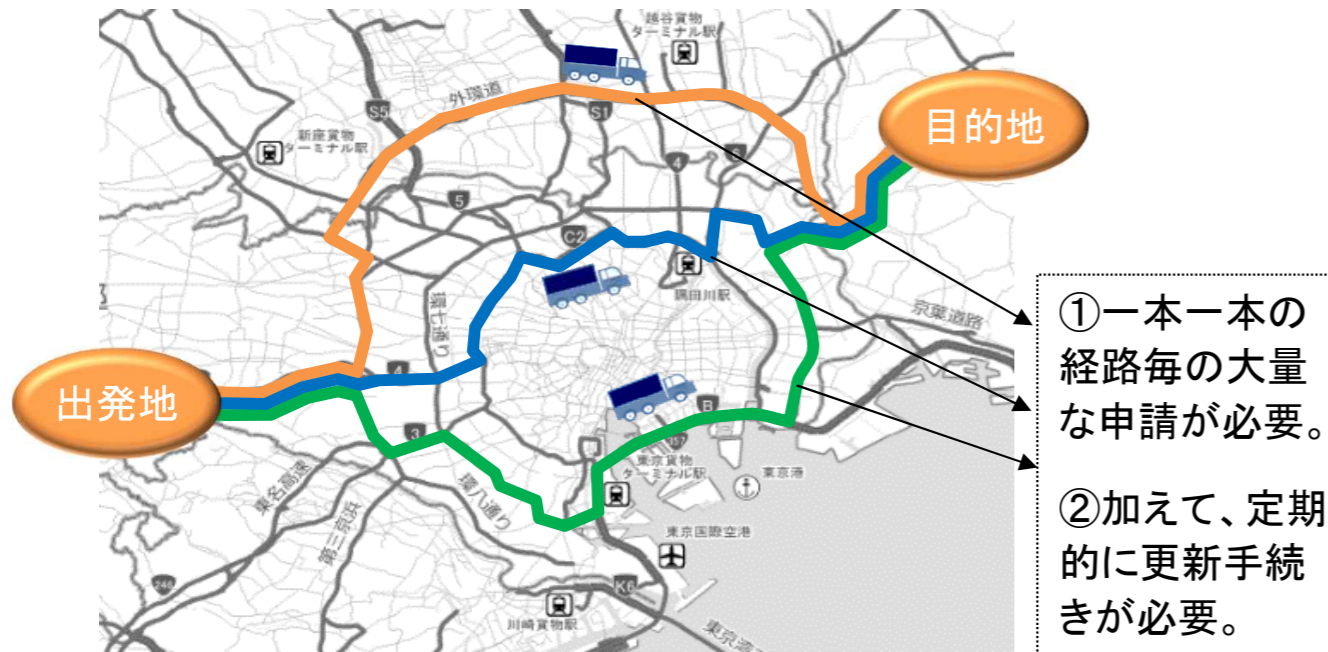 越谷貨物
ターミナル駅
外環道
S5
S1
新座貨物
ターミナル駅
目的地
4
6
5
C2
隅田川駅
環七通り
京葉道路
①一本一本の
経路毎の大量
な申請が必要。
出発地
4
3
B
357
東京貨物
ターミナル駅
東京港
東名高速
環八通り
第三京浜
東京国際空港
②加えて、定期
的に更新手続
きが必要。
246
K6
川崎貨物駅